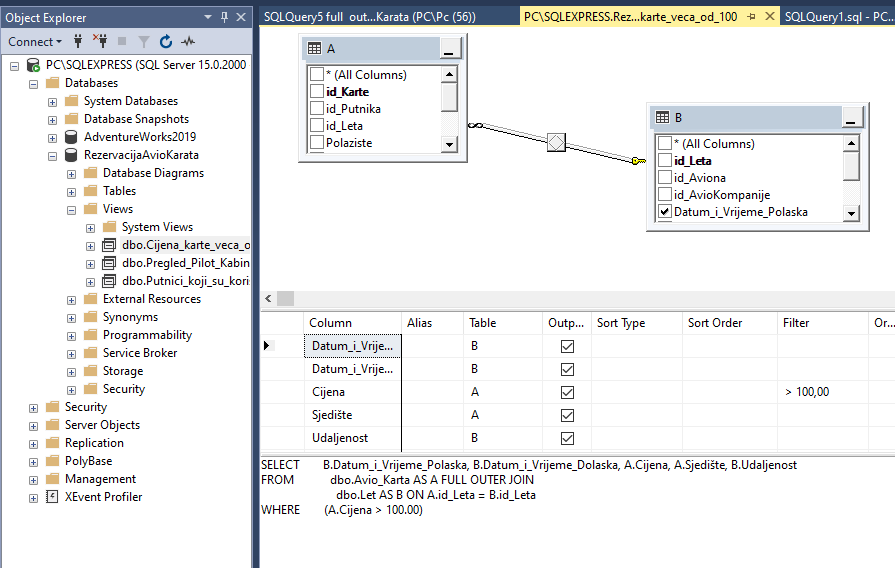 Object Explorer
Connect
PC\SQLEXPRESS (SQL Server 15.0.2000
Databases
System Databases
Database Snapshots
AdventureWorks2019
RezervacijaAvioKarata
Database Diagrams
Tables
Views
System Views
dbo.Cijena_karte_veca_o
dbo.Pregled_Pilot_Kabin
dbo.Putnici_koji_su_kori
External Resources
Synonyms
Programmability
Service Broker
Storage
Security
Security
Server Objects
Replication
PolyBase
Management
XEvent Profiler
SQLQuery5 full_out...Karata (PC\Pc (56))
PC\SQLEXPRESS.Rez...karte_veca_od_100
SQLQuery1.sql - PC...
A
* (All Columns)
id_Karte
id_Putnika
id_Leta
Polaziste
B
* (All Columns)
id_Leta
id_Aviona
id_AvioKompanije
Datum_i_Vrijeme_Polaska
Column Alias Table Outp... Sort Type Sort Order Filter Or...
Datum_i_Vrije... B
Datum_i_Vrije... B
Cijena A > 100,00
Sjedište A
Udaljenost B
SELECT B.Datum_i_Vrijeme_Polaska, B.Datum_i_Vrijeme_Dolaska, A.Cijena, A.Sjedište, B.Udaljenost
FROM dbo.Avio_Karta AS A FULL OUTER JOIN
dbo.Let AS B ON A.id_Leta = B.id_Leta
WHERE (A.Cijena > 100.00)